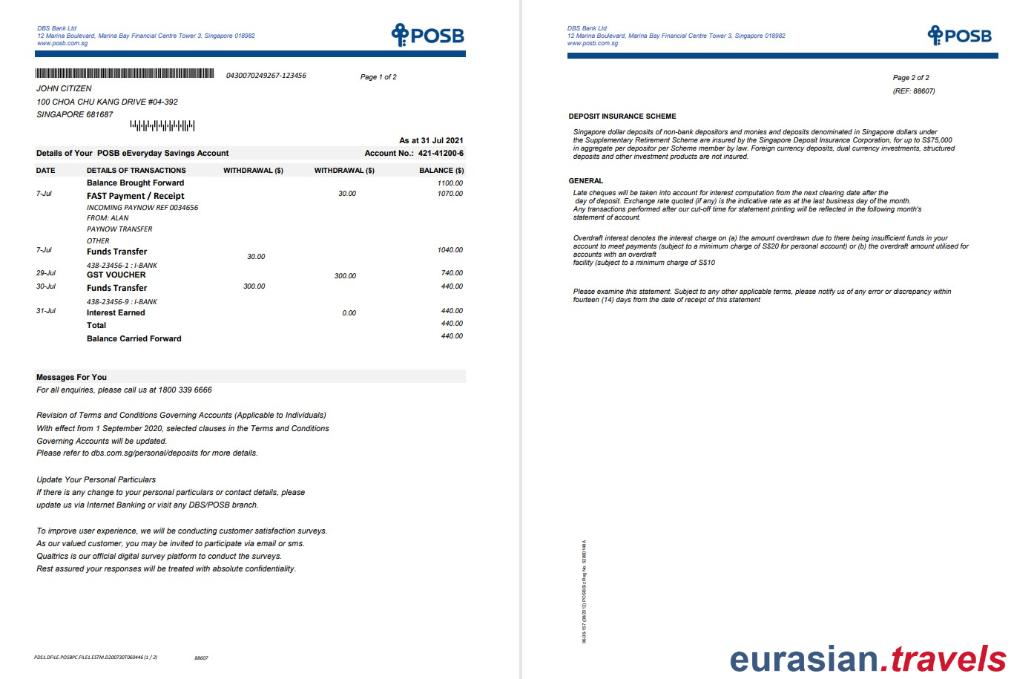 DBS Bank Ltd
12 Marina Boulevard, Marina Bay Financial Centre Tower 3, Singapore 018982
www.posb.com.sg
POSB
0430070249267-123456
Page 1 of 2
JOHN CITIZEN
100 CHOA CHU KANG DRIVE #04-392
SINGAPORE 681687
As at 31 Jul 2021
Details of Your POSB eEveryday Savings Account Account No.: 421-41200-6
DATE DETAILS OF TRANSACTIONS WITHDRAWAL ($) WITHDRAWAL ($) BALANCE ($)
Balance Brought Forward 1100.00
7-Jul FAST Payment / Receipt 30.00 1070.00
INCOMING PAYNOW REF 0034656
FROM: ALAN
PAYNOW TRANSFER
OTHER
7-Jul Funds Transfer 30.00 1040.00
438-23456-1 : I-BANK
29-Jul GST VOUCHER 300.00 740.00
30-Jul Funds Transfer 300.00 440.00
438-23456-9 : I-BANK
31-Jul Interest Earned 0.00 440.00
Total 440.00
Balance Carried Forward 440.00
Messages For You
For all enquiries, please call us at 1800 339 6666
Revision of Terms and Conditions Governing Accounts (Applicable to Individuals)
With effect from 1 September 2020, selected clauses in the Terms and Conditions
Governing Accounts will be updated.
Please refer to dbs.com.sg/personal/deposits for more details.
Update Your Personal Particulars
If there is any change to your personal particulars or contact details, please
update us via Internet Banking or visit any DBS/POSB branch.
To improve user experience, we will be conducting customer satisfaction surveys.
As our valued customer, you may be invited to participate via email or sms.
Qualtrics is our official digital survey platform to conduct the surveys.
Rest assured your responses will be treated with absolute confidentiality.
(1 / 2) 88607
DBS Bank Ltd
12 Marina Boulevard, Marina Bay Financial Centre Tower 3, Singapore 018982
www.posb.com.sg
POSB
Page 2 of 2
(REF: 88607)
DEPOSIT INSURANCE SCHEME
Singapore dollar deposits of non-bank depositors and monies and deposits denominated in Singapore dollars under
the Supplementary Retirement Scheme are insured by the Singapore Deposit Insurance Corporation, for up to S$75,000
in aggregate per depositor per Scheme member by law. Foreign currency deposits, dual currency investments, structured
deposits and other investment products are not insured.
GENERAL
Late cheques will be taken into account for interest computation from the next clearing date after the
day of deposit. Exchange rate quoted (if any) is the indicative rate as at the last business day of the month.
Any transactions performed after our cut-off time for statement printing will be reflected in the following month's
statement of account.
Overdraft interest denotes the interest charge on (a) the amount overdrawn due to there being insufficient funds in your
account to meet payments (subject to a minimum charge of S$20 for personal account) or (b) the overdraft amount utilised for
accounts with an overdraft
facility (subject to a minimum charge of S$10
Please examine this statement. Subject to any other applicable terms, please notify us of any error or discrepancy within
fourteen (14) days from the date of receipt of this statement
eurasian.travels